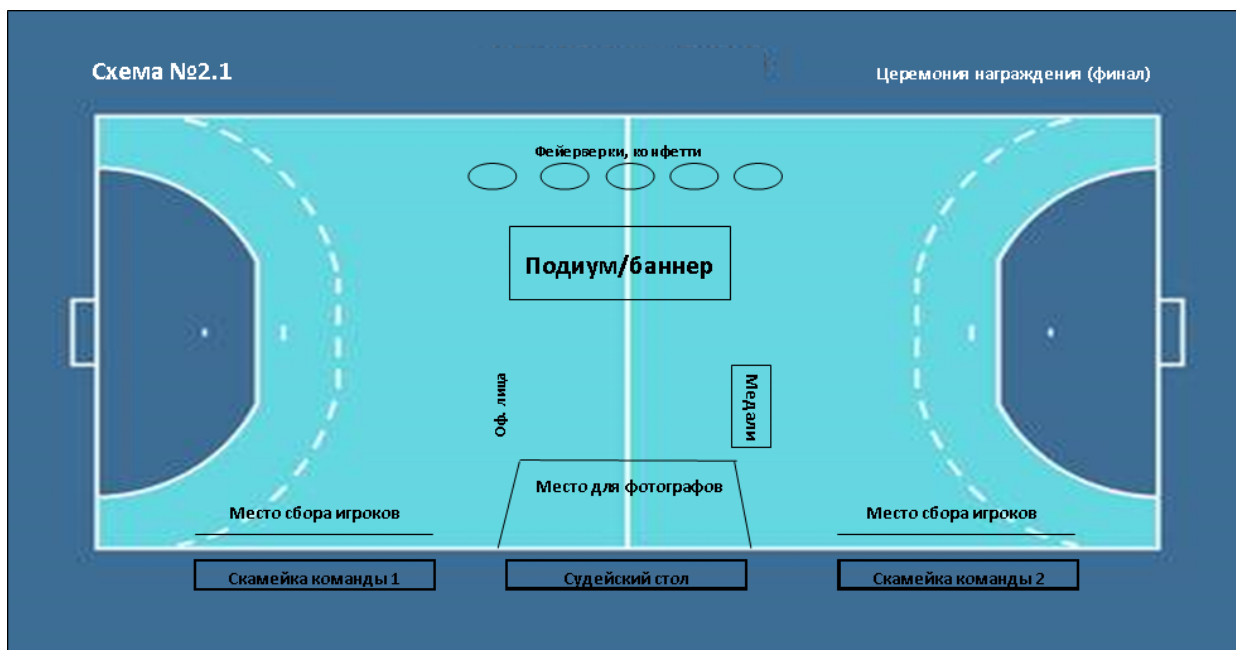 Схема №2.1
Церемония награждения (финал)
Фейерверки, конфетти
Подиум/баннер
Оф. лица
Медали
Место для фотографов
Место сбора игроков
Место сбора игроков
Скамейка команды 1
Судейский стол
Скамейка команды 2